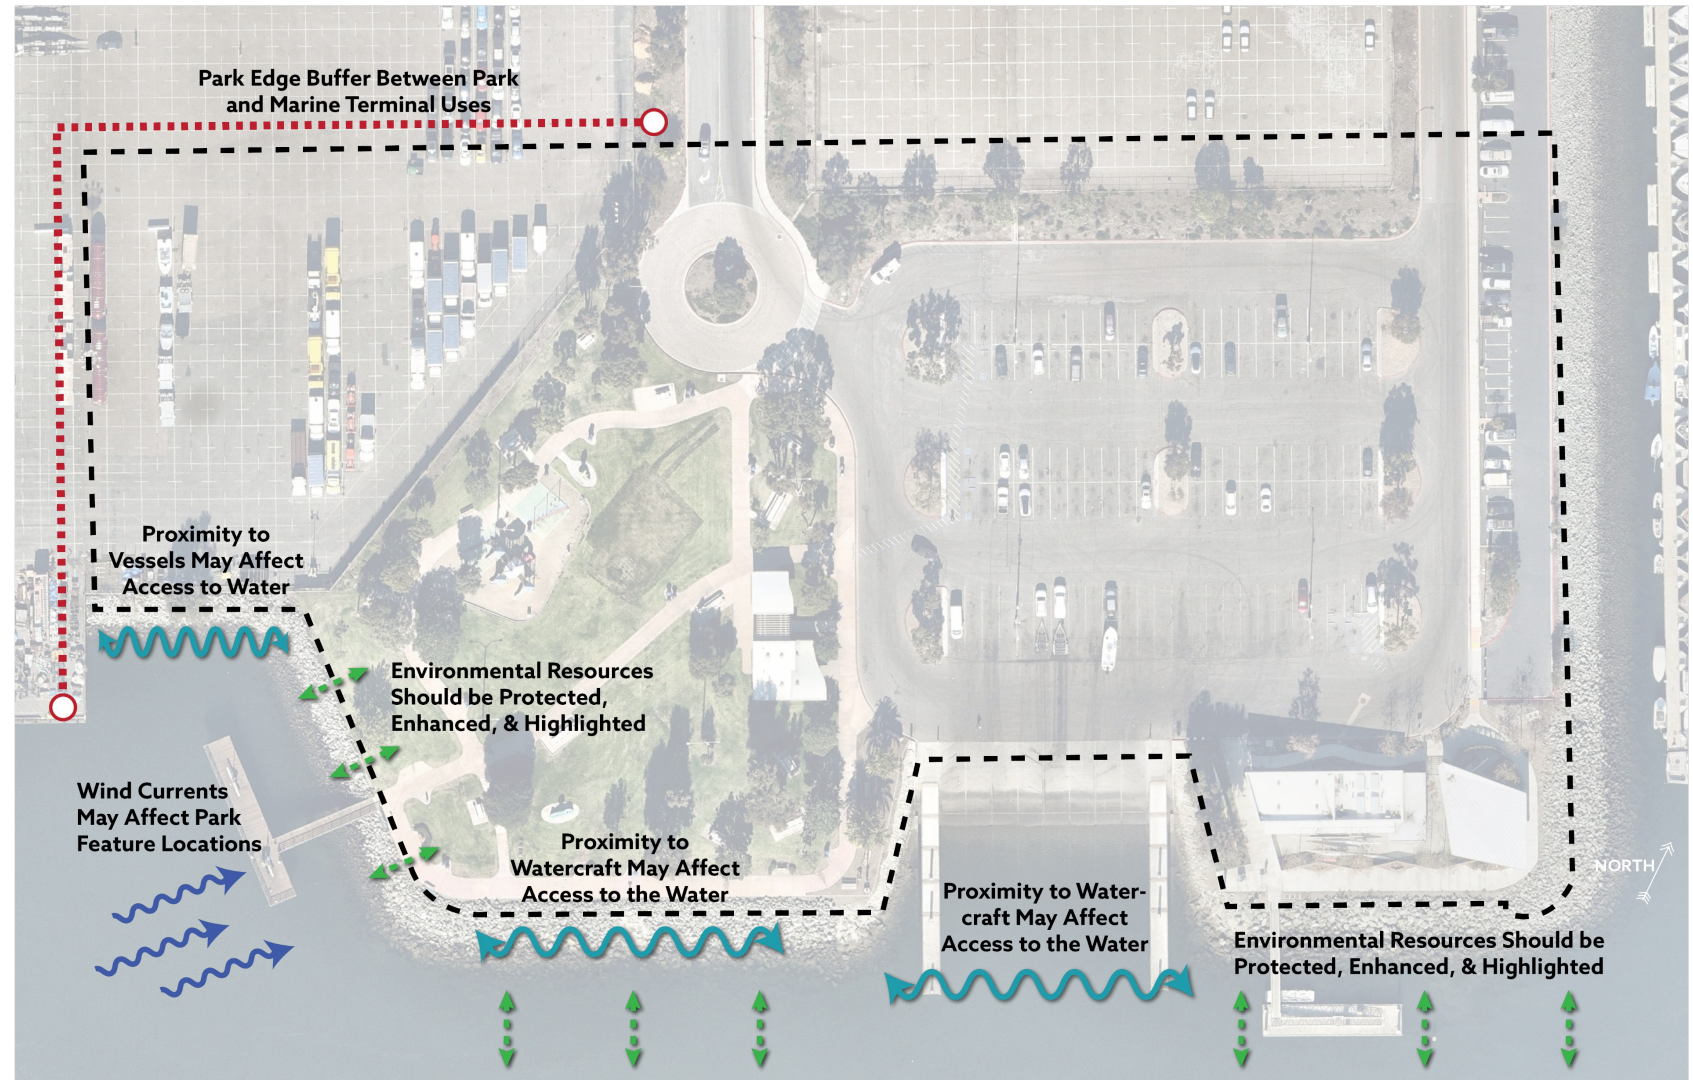 Park Edge Buffer Between Park
and Marine Terminal Uses
Proximity to
Vessels May Affect
Access to Water
Environmental Resources
Should be Protected,
Enhanced, & Highlighted
Wind Currents
May Affect Park
Feature Locations
Proximity to
Watercraft May Affect
Access to the Water
Proximity to Water-
craft May Affect
Access to the Water
NORTH
Environmental Resources Should be
Protected, Enhanced, & Highlighted